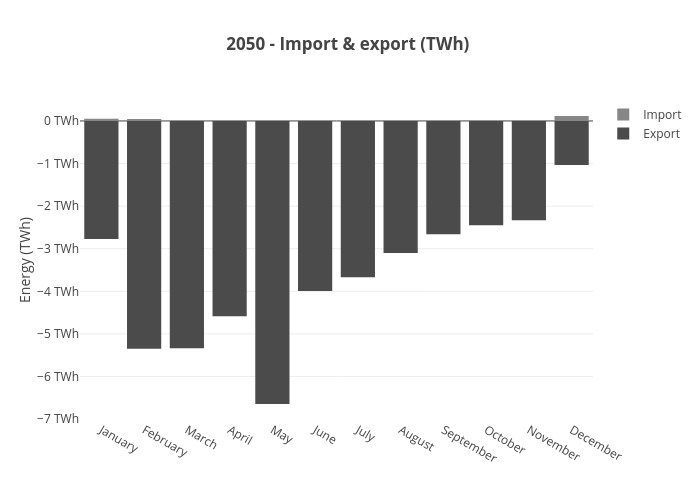 2050 - Import & export (TWh)
Import
Export
Energy (TWh)
0 TWh
−1 TWh
−2 TWh
−3 TWh
−4 TWh
−5 TWh
−6 TWh
−7 TWh
January
February
March
April
May
June
July
August
September
October
November
December